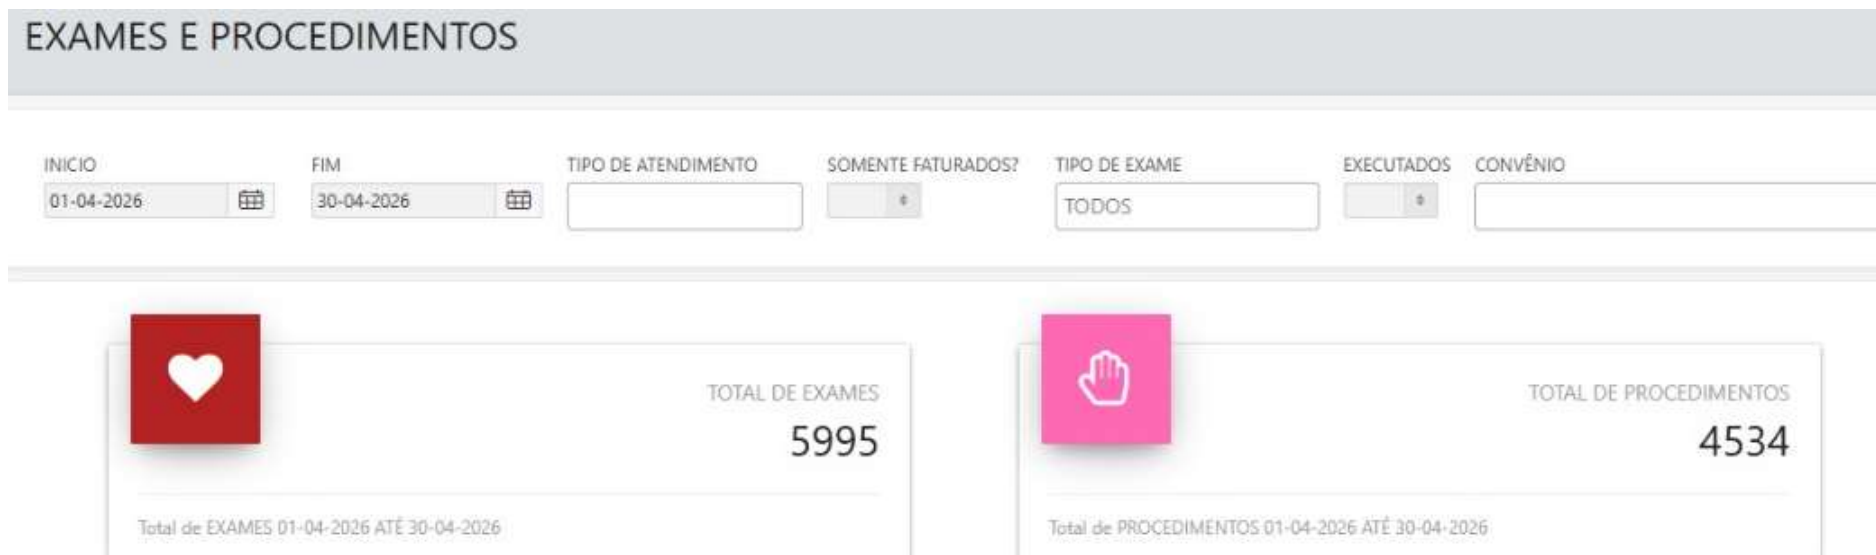 EXAMES E PROCEDIMENTOS
INICIO FIM TIPO DE ATENDIMENTO SOMENTE FATURADOS? TIPO DE EXAME EXECUTADOS CONVÊNIO
01-04-2026 30-04-2026 TODOS
TOTAL DE EXAMES
5995
Total de EXAMES 01-04-2026 ATÉ 30-04-2026
TOTAL DE PROCEDIMENTOS
4534
Total de PROCEDIMENTOS 01-04-2026 ATÉ 30-04-2026